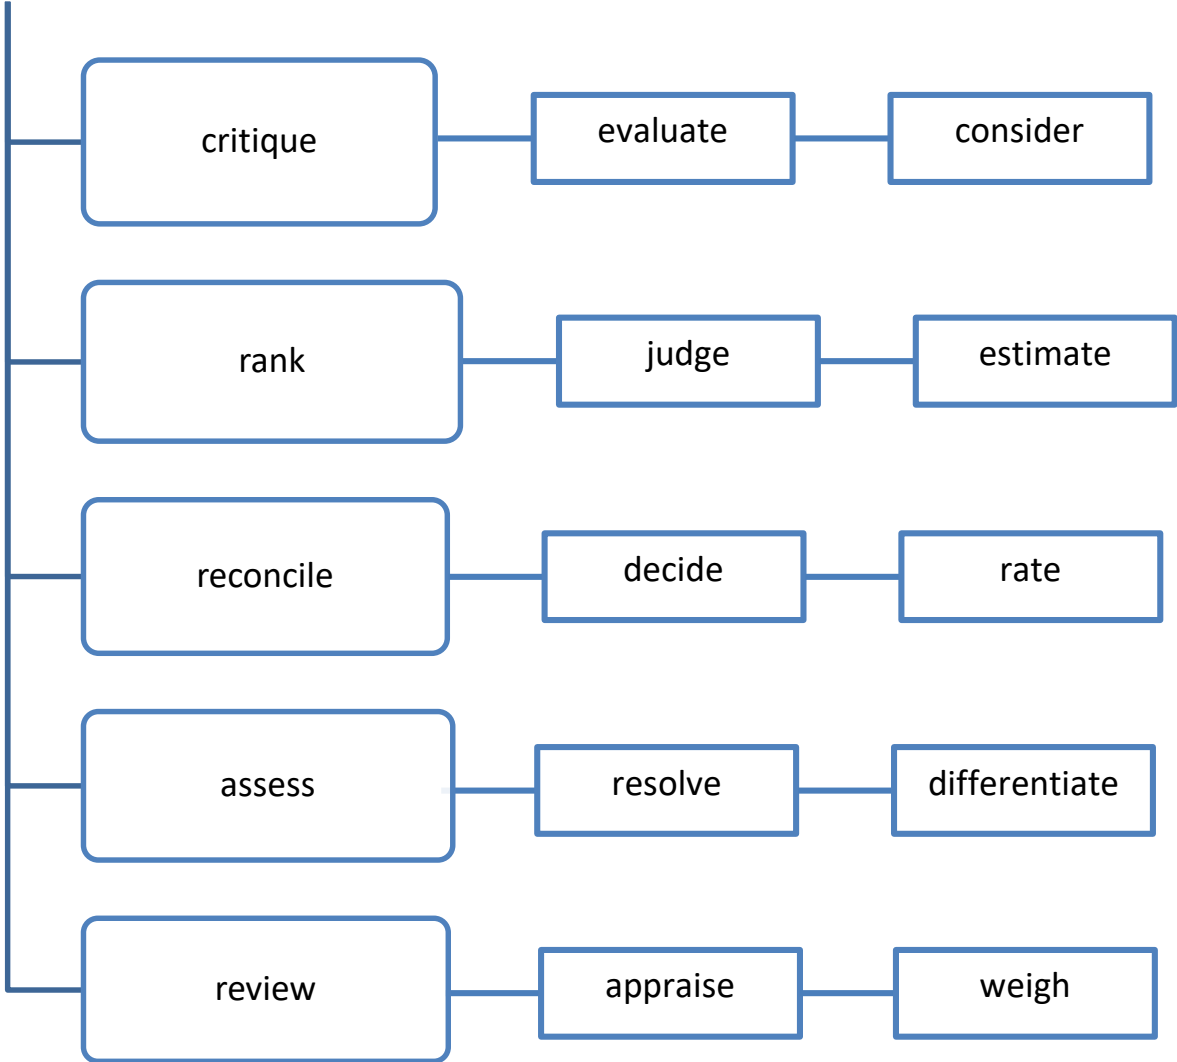 critique
evaluate
consider
rank
judge
estimate
reconcile
decide
rate
assess
resolve
differentiate
review
appraise
weigh